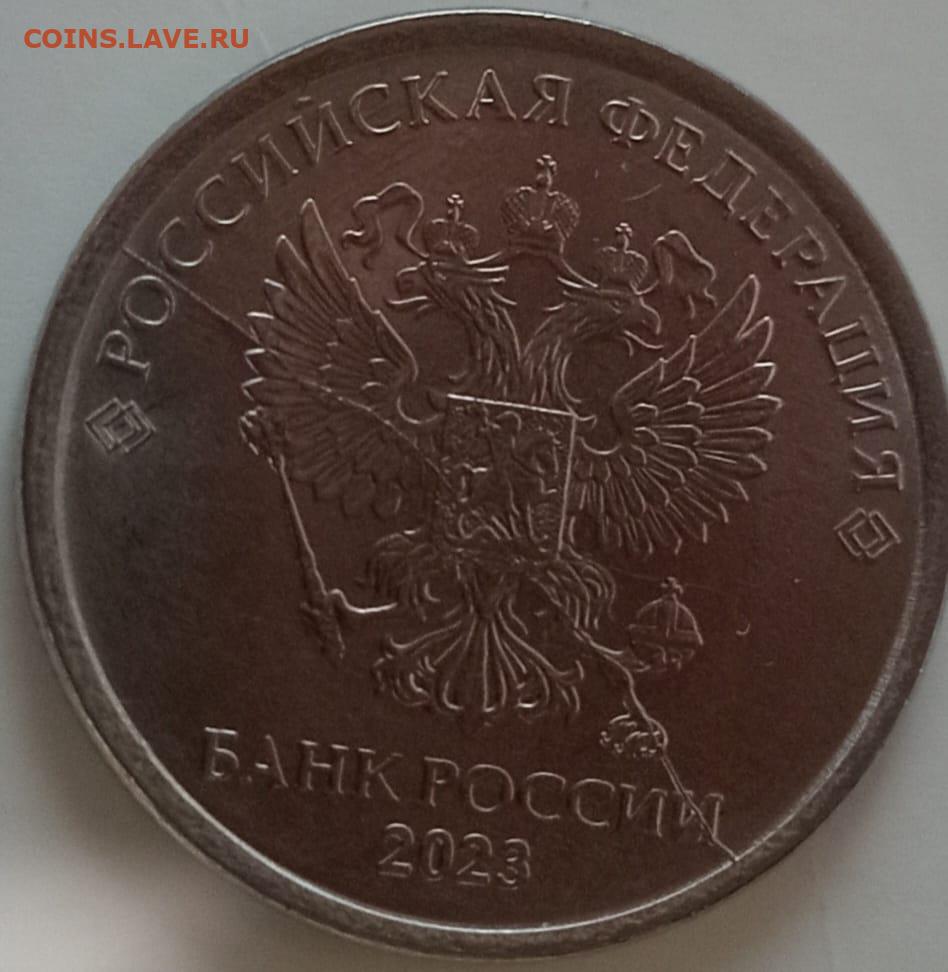 COINS.LAVE.RU
РОССИЙСКАЯ ФЕДЕРАЦИЯ
БАНК РОССИИ
2023